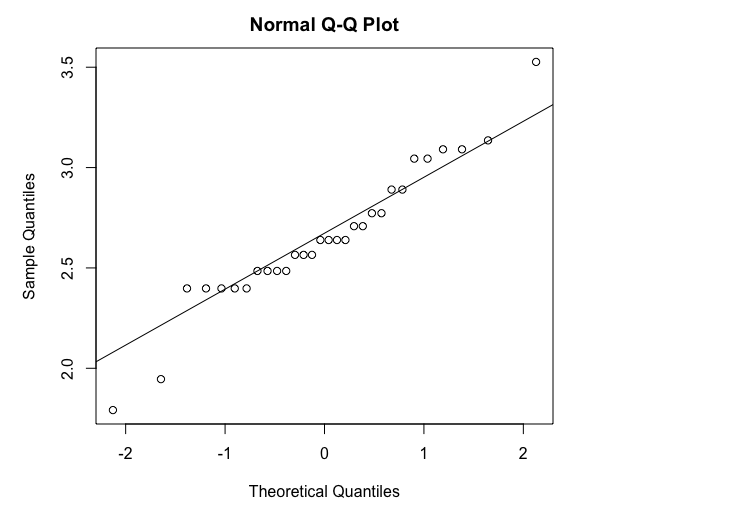 Normal Q-Q Plot
3.5
3.0
2.5
2.0
Sample Quantiles
-2 -1 0 1 2
Theoretical Quantiles